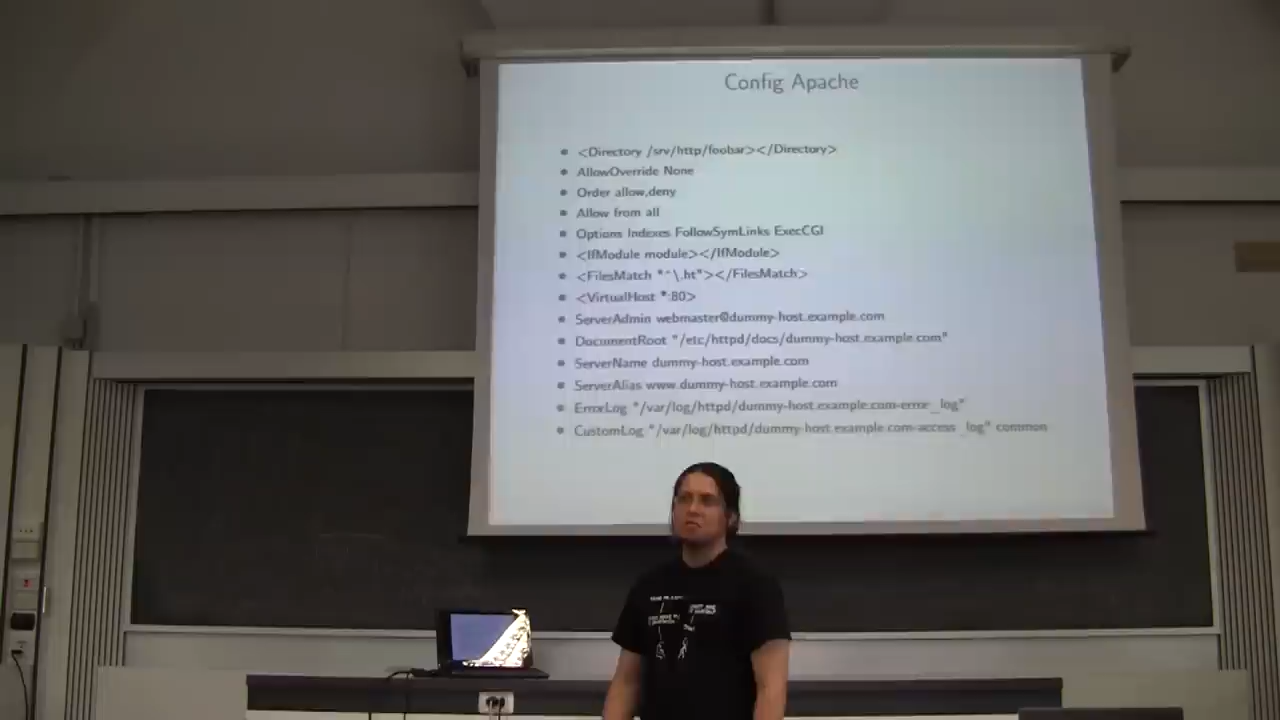 Config Apache
<Directory /srv/http/foobar></Directory>
AllowOverride None
Order allow,deny
Allow from all
Options Indexes FollowSymLinks ExecCGI
<IfModule module></IfModule>
<FilesMatch "^\.ht"></FilesMatch>
<VirtualHost *:80>
ServerAdmin webmaster@dummy-host.example.com
DocumentRoot "/etc/httpd/docs/dummy-host.example.com"
ServerName dummy-host.example.com
ServerAlias www.dummy-host.example.com
ErrorLog "/var/log/httpd/dummy-host.example.com-error_log"
CustomLog "/var/log/httpd/dummy-host.example.com-access_log" common